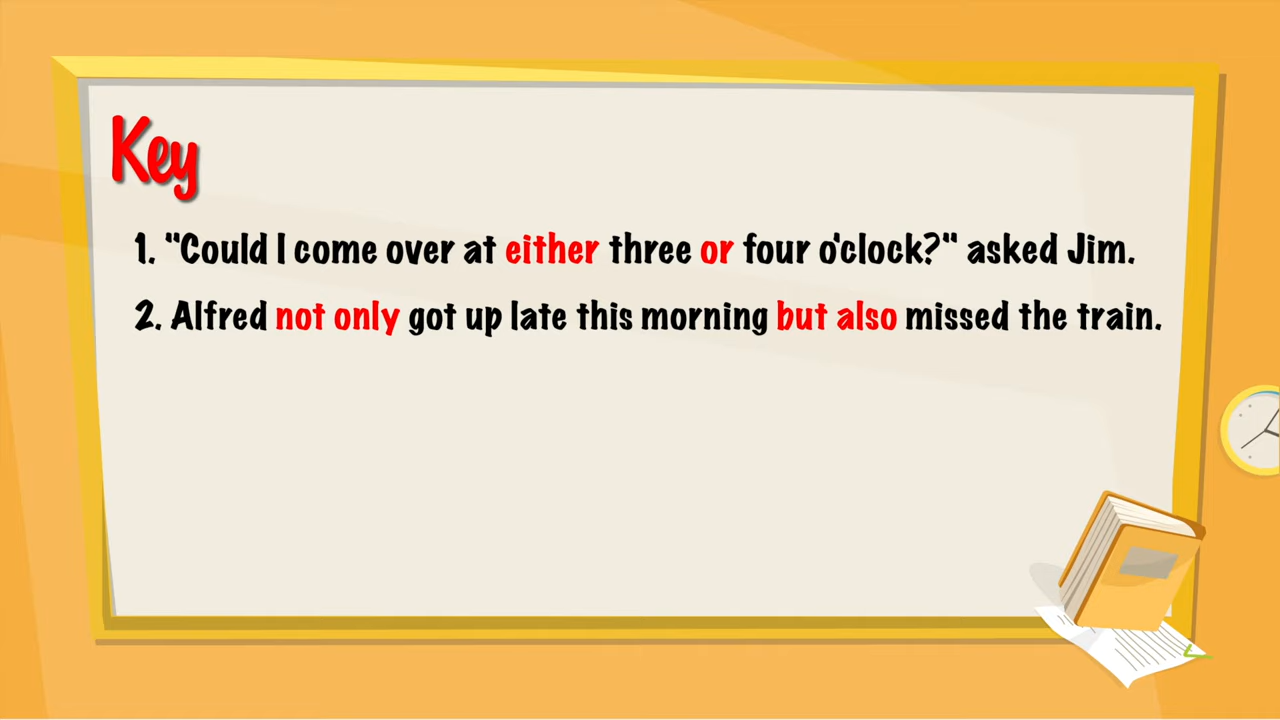 Key
1. "Could I come over at either three or four o'clock?" asked Jim.
2. Alfred not only got up late this morning but also missed the train.